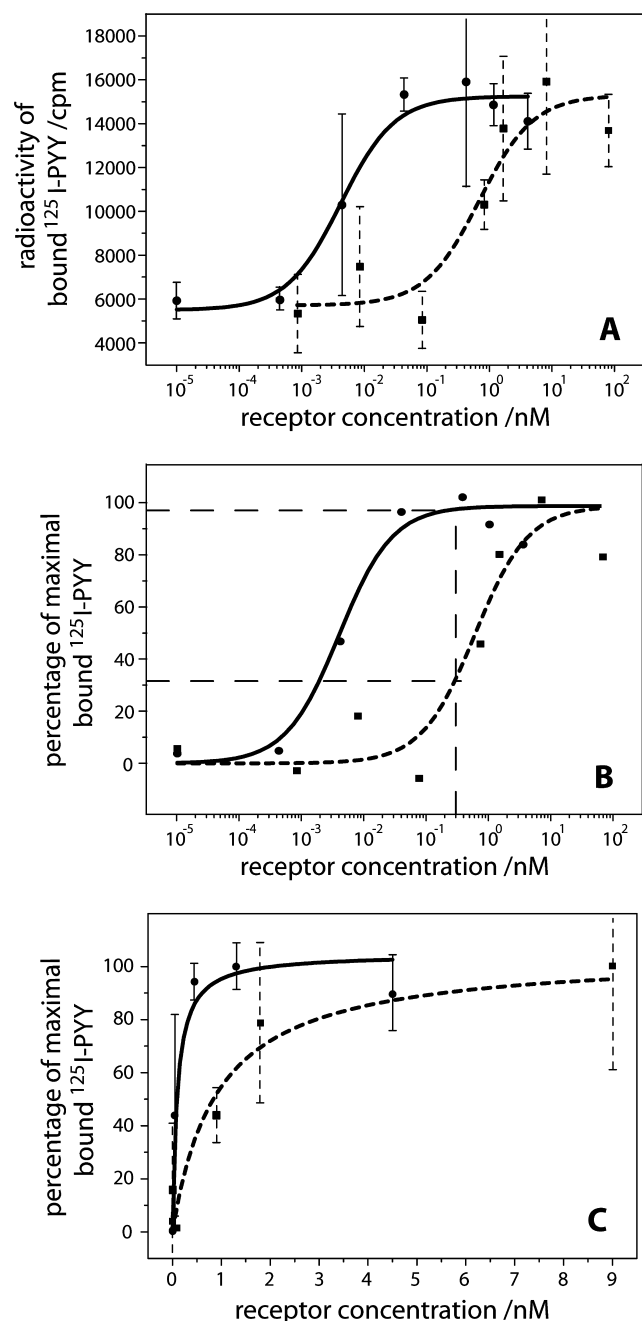 18000
16000
14000
12000
10000
8000
6000
4000
radioactivity of
bound ¹²⁵I-PYY /cpm
A
10⁻⁵ 10⁻⁴ 10⁻³ 10⁻² 10⁻¹ 10⁰ 10¹ 10²
receptor concentration /nM
100
80
60
40
20
0
percentage of maximal
bound ¹²⁵I-PYY
B
10⁻⁵ 10⁻⁴ 10⁻³ 10⁻² 10⁻¹ 10⁰ 10¹ 10²
receptor concentration /nM
100
80
60
40
20
0
percentage of maximal
bound ¹²⁵I-PYY
C
0 1 2 3 4 5 6 7 8 9
receptor concentration /nM